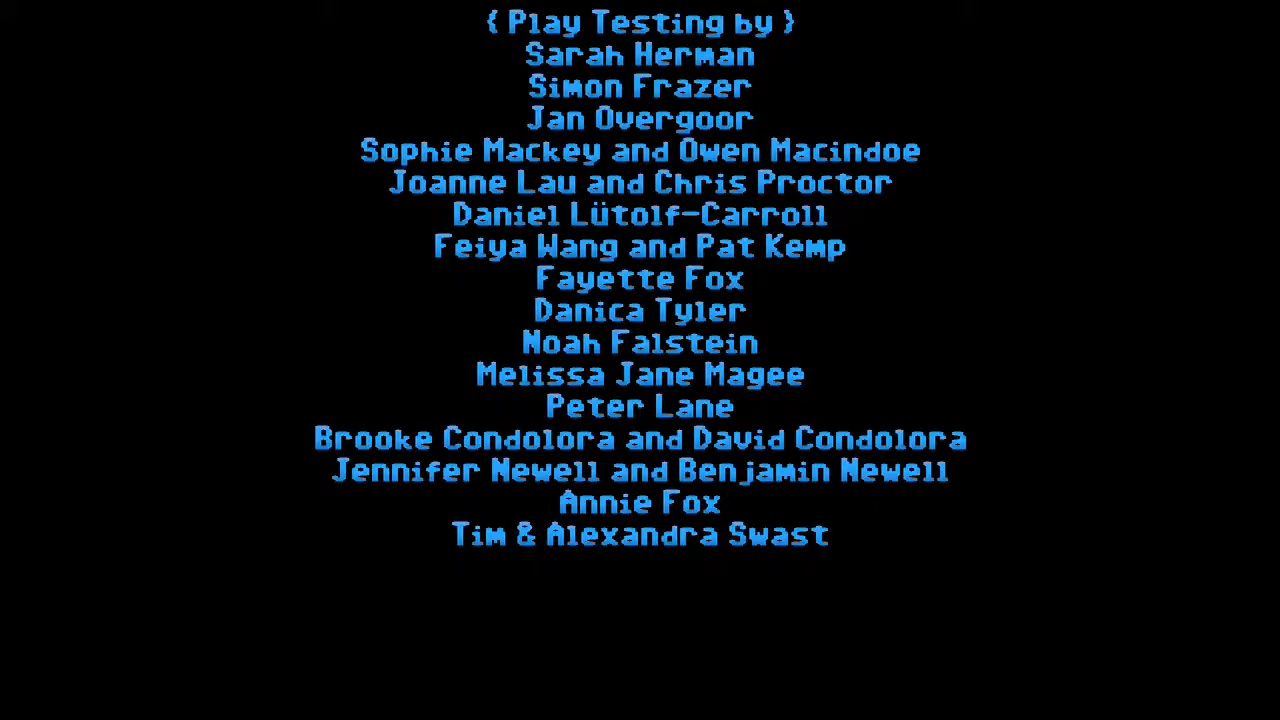 { Play Testing by }
Sarah Herman
Simon Frazer
Jan Overgoor
Sophie Mackey and Owen Macindoe
Joanne Lau and Chris Proctor
Daniel Lütolf-Carroll
Feiya Wang and Pat Kemp
Fayette Fox
Danica Tyler
Noah Falstein
Melissa Jane Magee
Peter Lane
Brooke Condolora and David Condolora
Jennifer Newell and Benjamin Newell
Annie Fox
Tim & Alexandra Swast